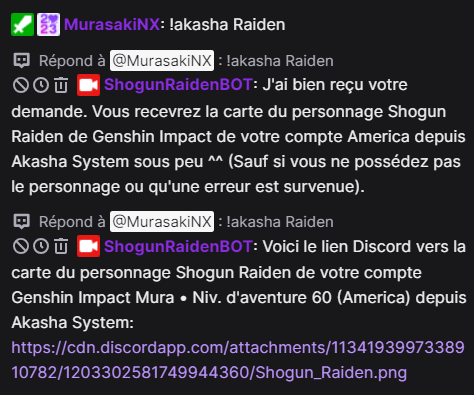 2023 MurasakiNX: !akasha Raiden
Répond à @MurasakiNX : !akasha Raiden
ShogunRaidenBOT: J'ai bien reçu votre
demande. Vous recevrez la carte du personnage Shogun
Raiden de Genshin Impact de votre compte America depuis
Akasha System sous peu ^^ (Sauf si vous ne possédez pas
le personnage ou qu'une erreur est survenue).
Répond à @MurasakiNX : !akasha Raiden
ShogunRaidenBOT: Voici le lien Discord vers la
carte du personnage Shogun Raiden de votre compte
Genshin Impact Mura • Niv. d'aventure 60 (America) depuis
Akasha System:
https://cdn.discordapp.com/attachments/11341939973389
10782/1203302581749944360/Shogun_Raiden.png